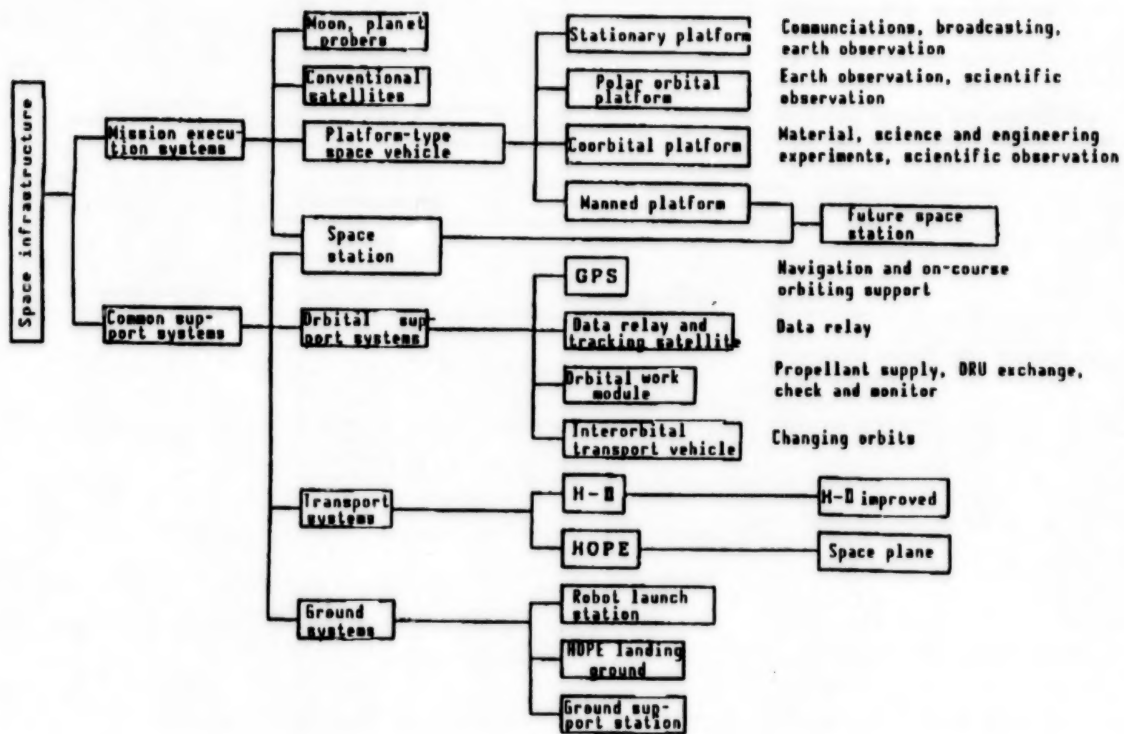 Space infrastructure
Mission execu-
tion systems
Common sup-
port systems
Moon, planet
probers
Conventional
satellites
Platform-type
space vehicle
Space
station
Orbital sup-
port systems
Transport
systems
Ground
systems
Stationary platform
Communciations, broadcasting,
earth observation
Polar orbital
platform
Earth observation, scientific
observation
Coorbital platform
Material, science and engineering
experiments, scientific observation
Manned platform
Future space
station
GPS
Navigation and on-course
orbiting support
Data relay and
tracking satellite
Data relay
Orbital work
module
Propellant supply, ORU exchange,
check and monitor
Interorbital
transport vehicle
Changing orbits
H-II
H-II improved
HOPE
Space plane
Robot launch
station
HOPE landing
ground
Ground sup-
port station